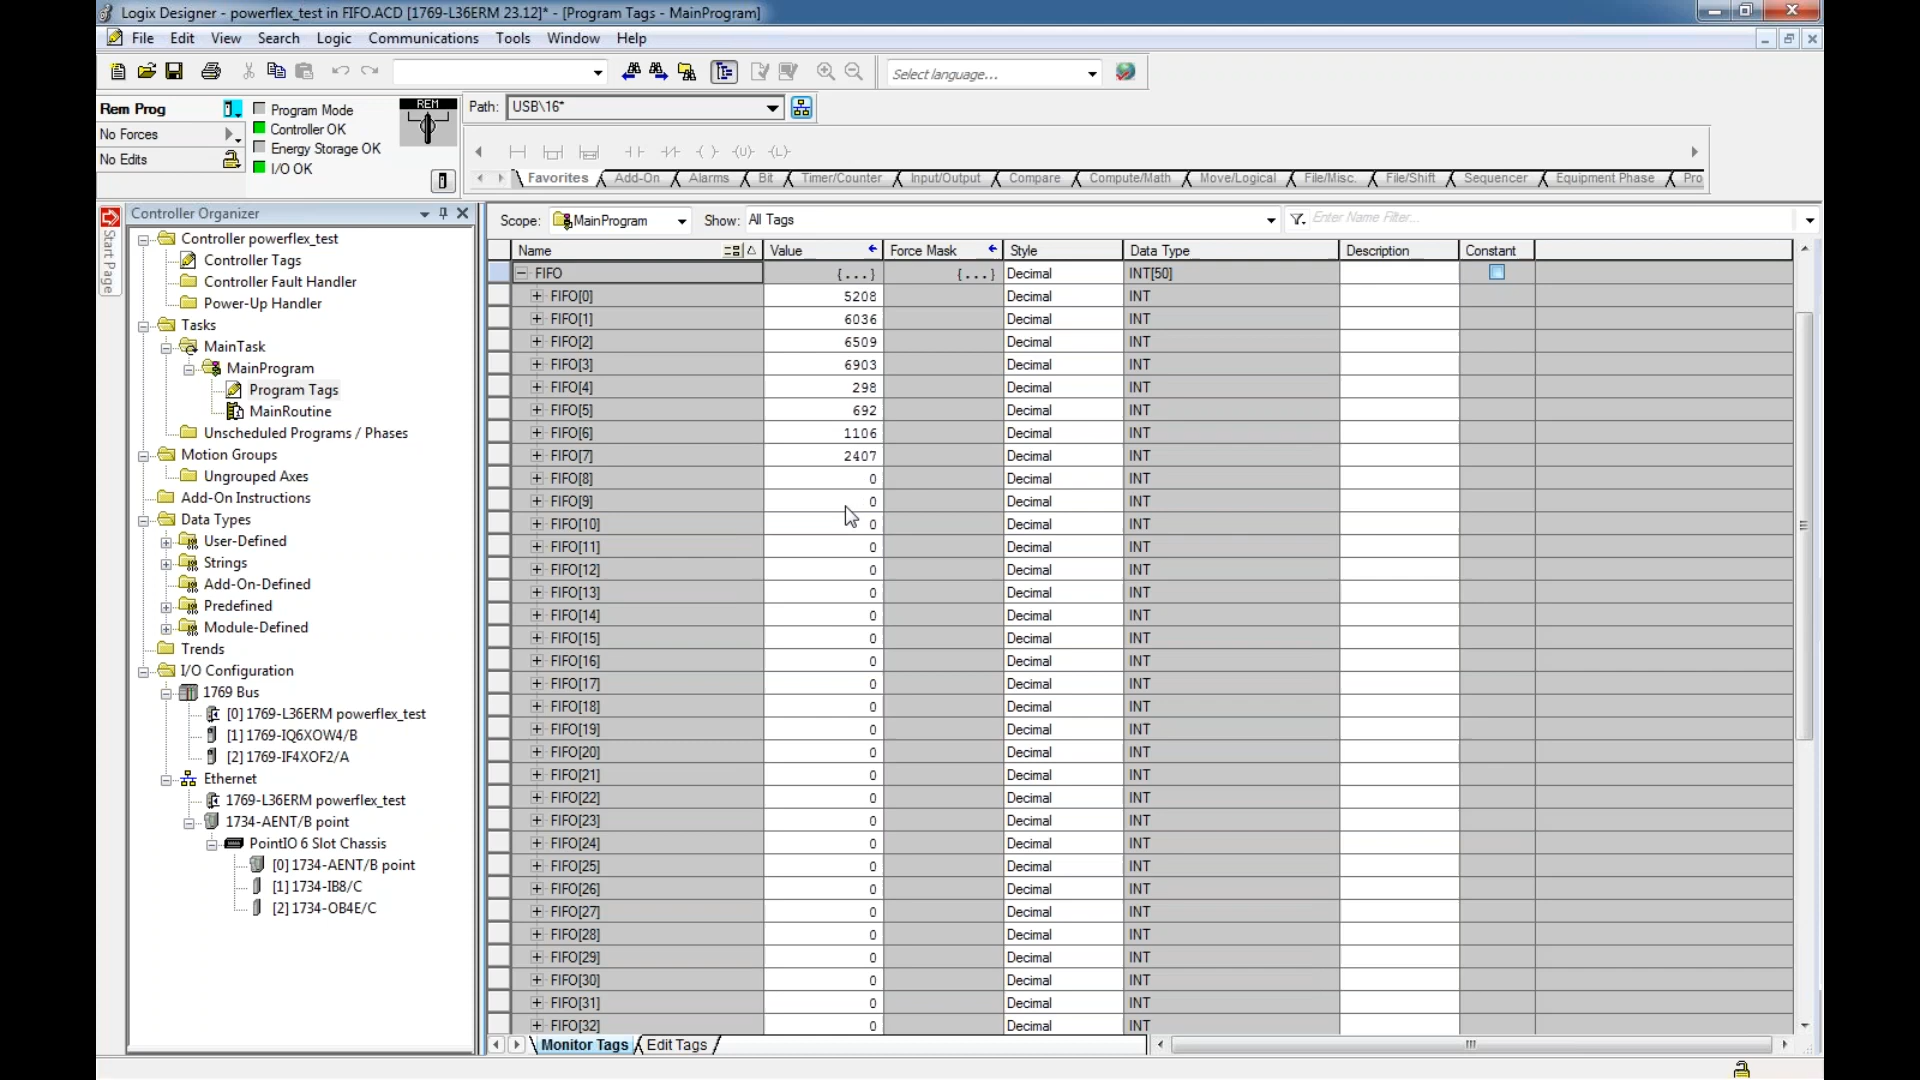 Logix Designer - powerflex_test in FIFO.ACD [1769-L36ERM 23.12]* - [Program Tags - MainProgram]
File Edit View Search Logic Communications Tools Window Help
Select language...
Rem Prog
No Forces
No Edits
Program Mode
Controller OK
Energy Storage OK
I/O OK
REM
Path: USB\16*
Favorites Add-On Alarms Bit Timer/Counter Input/Output Compare Compute/Math Move/Logical File/Misc. File/Shift Sequencer Equipment Phase Pro
Start Page
Controller Organizer
Controller powerflex_test
Controller Tags
Controller Fault Handler
Power-Up Handler
Tasks
MainTask
MainProgram
Program Tags
MainRoutine
Unscheduled Programs / Phases
Motion Groups
Ungrouped Axes
Add-On Instructions
Data Types
User-Defined
Strings
Add-On-Defined
Predefined
Module-Defined
Trends
I/O Configuration
1769 Bus
[0] 1769-L36ERM powerflex_test
[1] 1769-IQ6XOW4/B
[2] 1769-IF4XOF2/A
Ethernet
1769-L36ERM powerflex_test
1734-AENT/B point
PointIO 6 Slot Chassis
[0] 1734-AENT/B point
[1] 1734-IB8/C
[2] 1734-OB4E/C
Scope: MainProgram Show: All Tags Enter Name Filter...
Name Value Force Mask Style Data Type Description Constant
FIFO {...} {...} Decimal INT[50]
FIFO[0] 5208 Decimal INT
FIFO[1] 6036 Decimal INT
FIFO[2] 6509 Decimal INT
FIFO[3] 6903 Decimal INT
FIFO[4] 298 Decimal INT
FIFO[5] 692 Decimal INT
FIFO[6] 1106 Decimal INT
FIFO[7] 2407 Decimal INT
FIFO[8] 0 Decimal INT
FIFO[9] 0 Decimal INT
FIFO[10] 0 Decimal INT
FIFO[11] 0 Decimal INT
FIFO[12] 0 Decimal INT
FIFO[13] 0 Decimal INT
FIFO[14] 0 Decimal INT
FIFO[15] 0 Decimal INT
FIFO[16] 0 Decimal INT
FIFO[17] 0 Decimal INT
FIFO[18] 0 Decimal INT
FIFO[19] 0 Decimal INT
FIFO[20] 0 Decimal INT
FIFO[21] 0 Decimal INT
FIFO[22] 0 Decimal INT
FIFO[23] 0 Decimal INT
FIFO[24] 0 Decimal INT
FIFO[25] 0 Decimal INT
FIFO[26] 0 Decimal INT
FIFO[27] 0 Decimal INT
FIFO[28] 0 Decimal INT
FIFO[29] 0 Decimal INT
FIFO[30] 0 Decimal INT
FIFO[31] 0 Decimal INT
FIFO[32] 0 Decimal INT
Monitor Tags Edit Tags